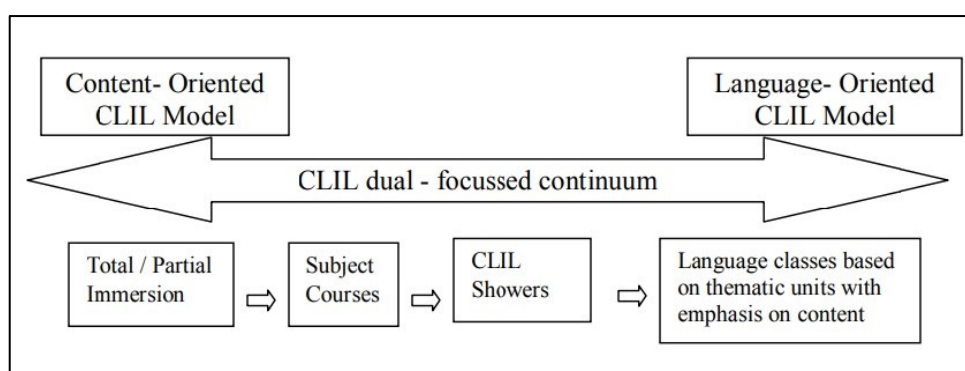 Content- Oriented
CLIL Model
Language- Oriented
CLIL Model
CLIL dual - focussed continuum
Total / Partial
Immersion
Subject
Courses
CLIL
Showers
Language classes based
on thematic units with
emphasis on content